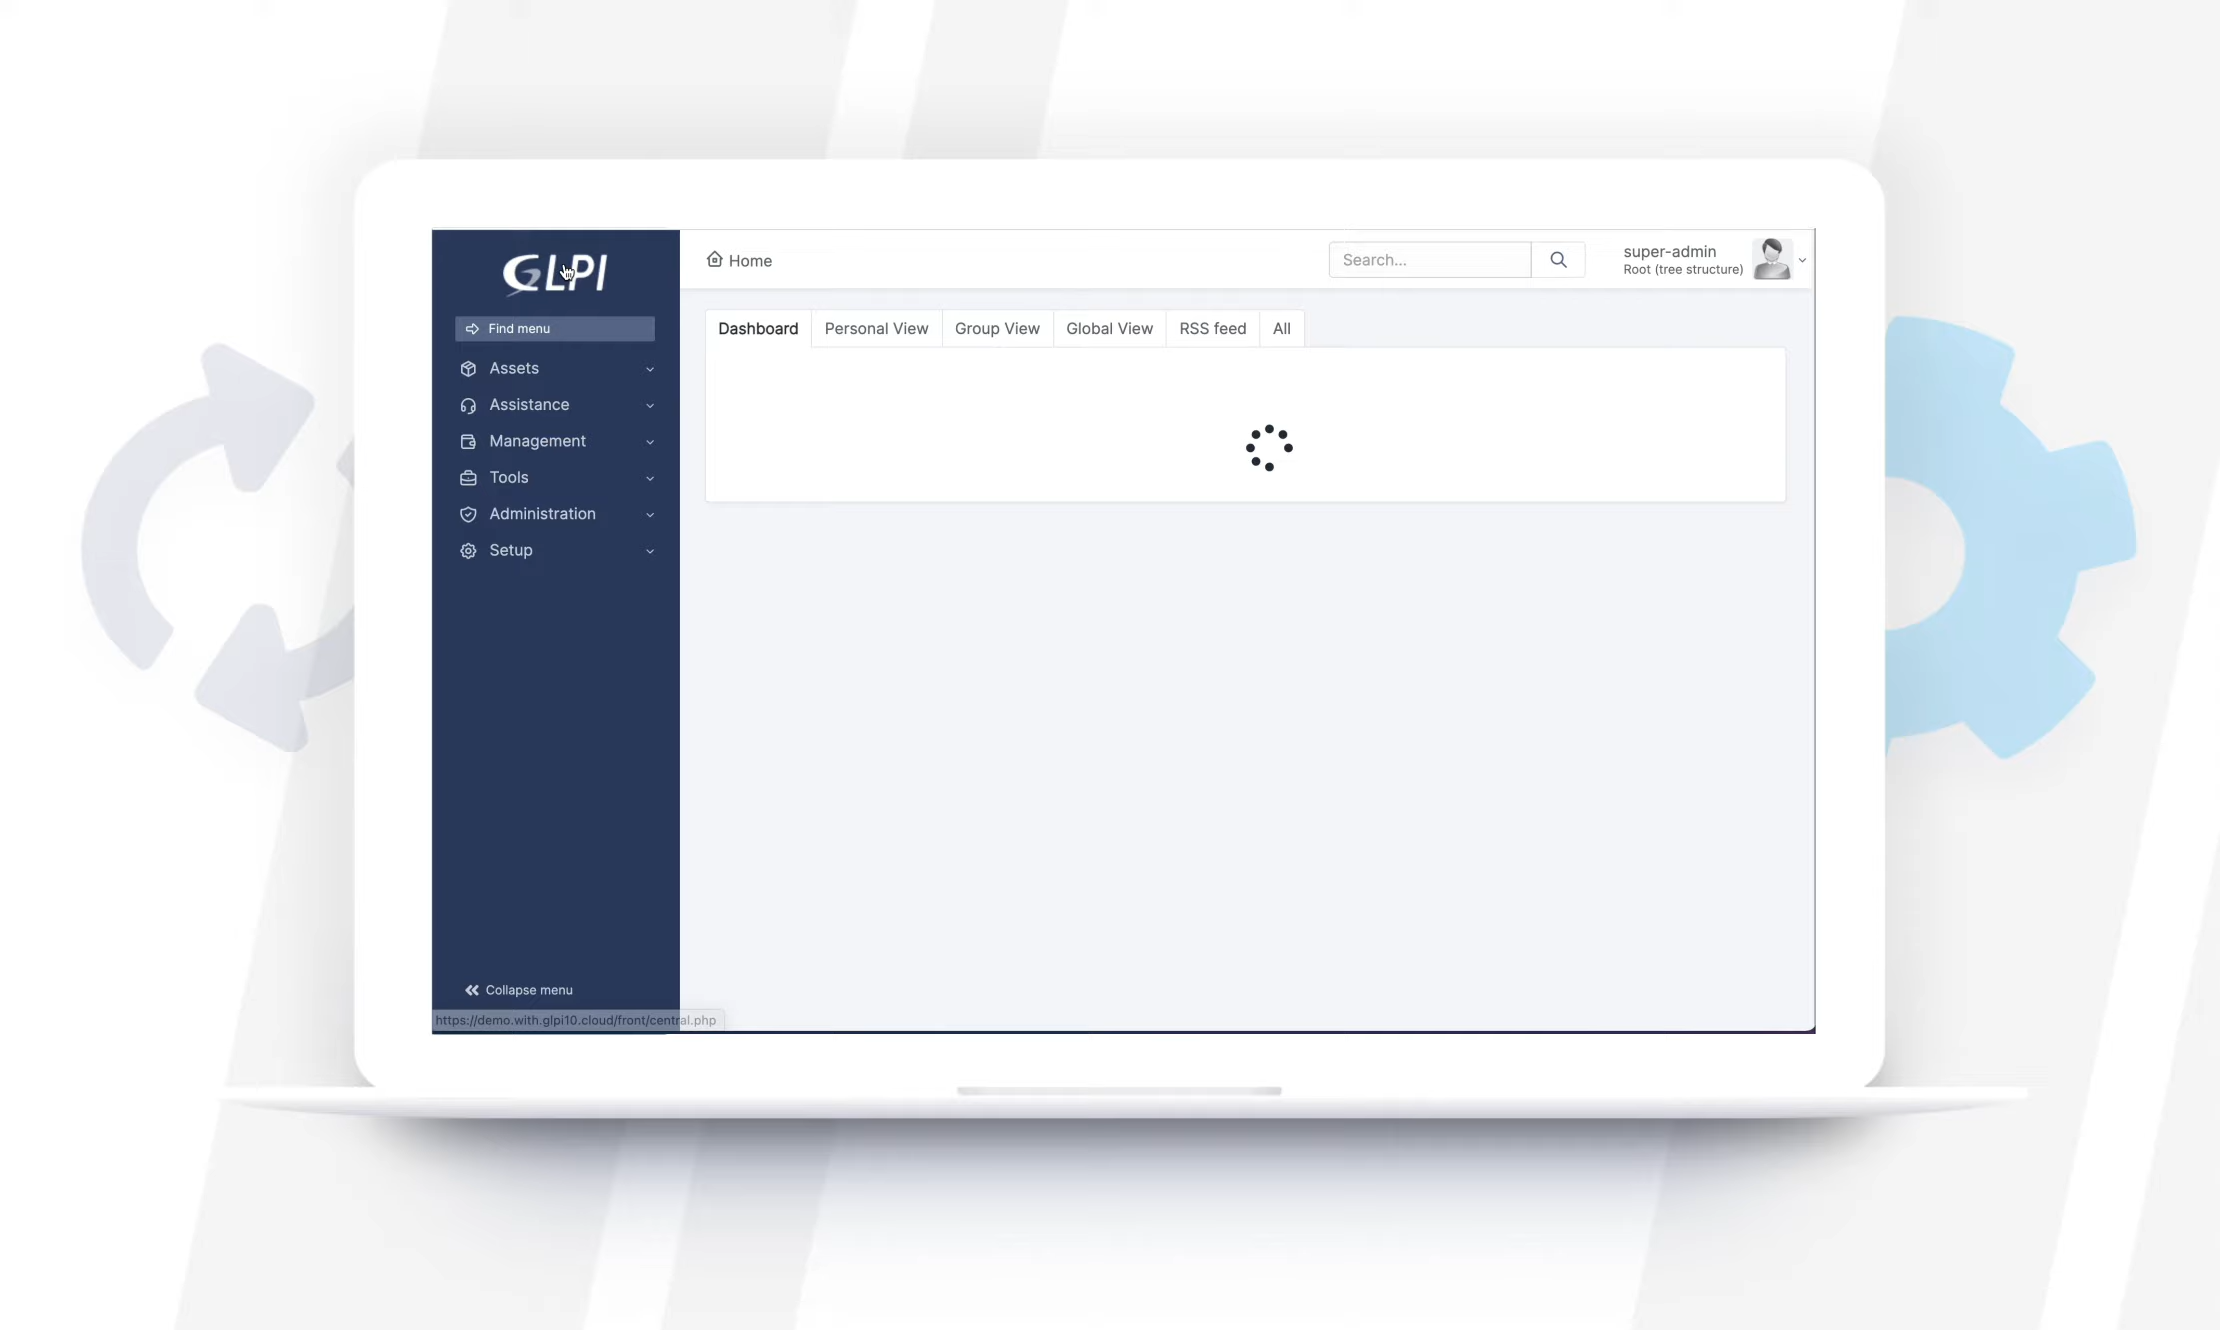 GLPI
Find menu
Assets
Assistance
Management
Tools
Administration
Setup
Collapse menu
https://demo.with.glpi10.cloud/front/central.php
Home
Search...
super-admin
Root (tree structure)
Dashboard
Personal View
Group View
Global View
RSS feed
All